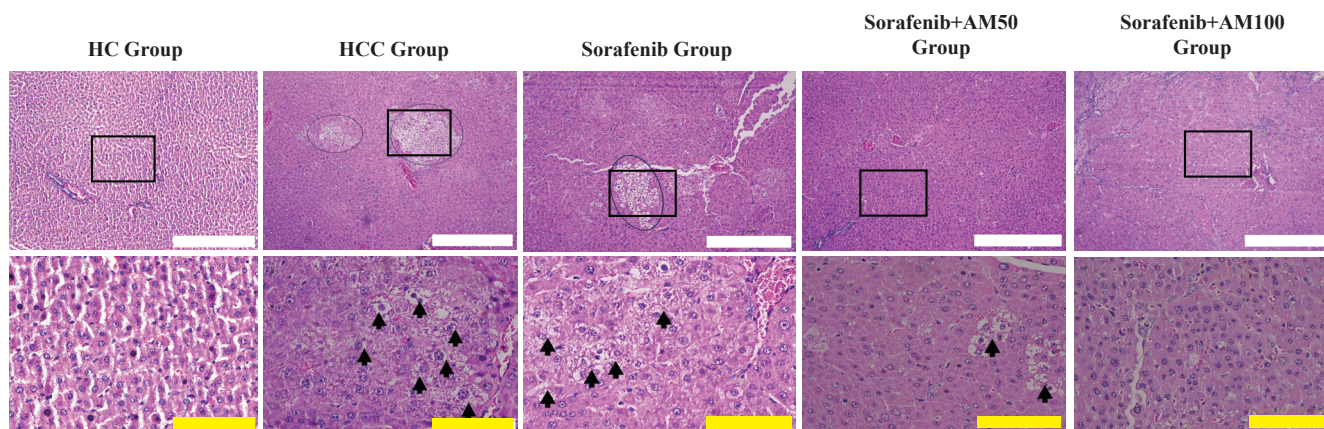 HC Group
HCC Group
Sorafenib Group
Sorafenib+AM50
Group
Sorafenib+AM100
Group